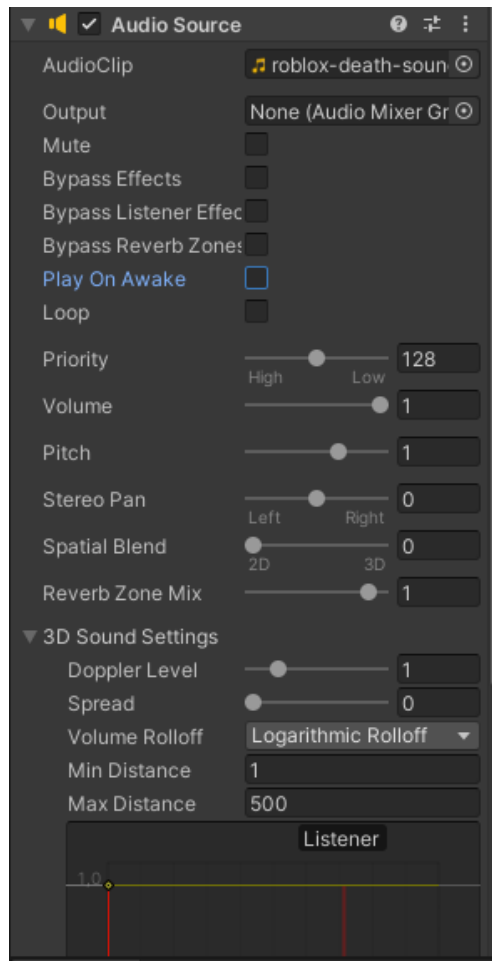 Audio Source
AudioClip roblox-death-soun
Output None (Audio Mixer Gr
Mute
Bypass Effects
Bypass Listener Effec
Bypass Reverb Zones
Play On Awake
Loop
Priority 128
High Low
Volume 1
Pitch 1
Stereo Pan 0
Left Right
Spatial Blend 0
2D 3D
Reverb Zone Mix 1
3D Sound Settings
Doppler Level 1
Spread 0
Volume Rolloff Logarithmic Rolloff
Min Distance 1
Max Distance 500
Listener
1,0